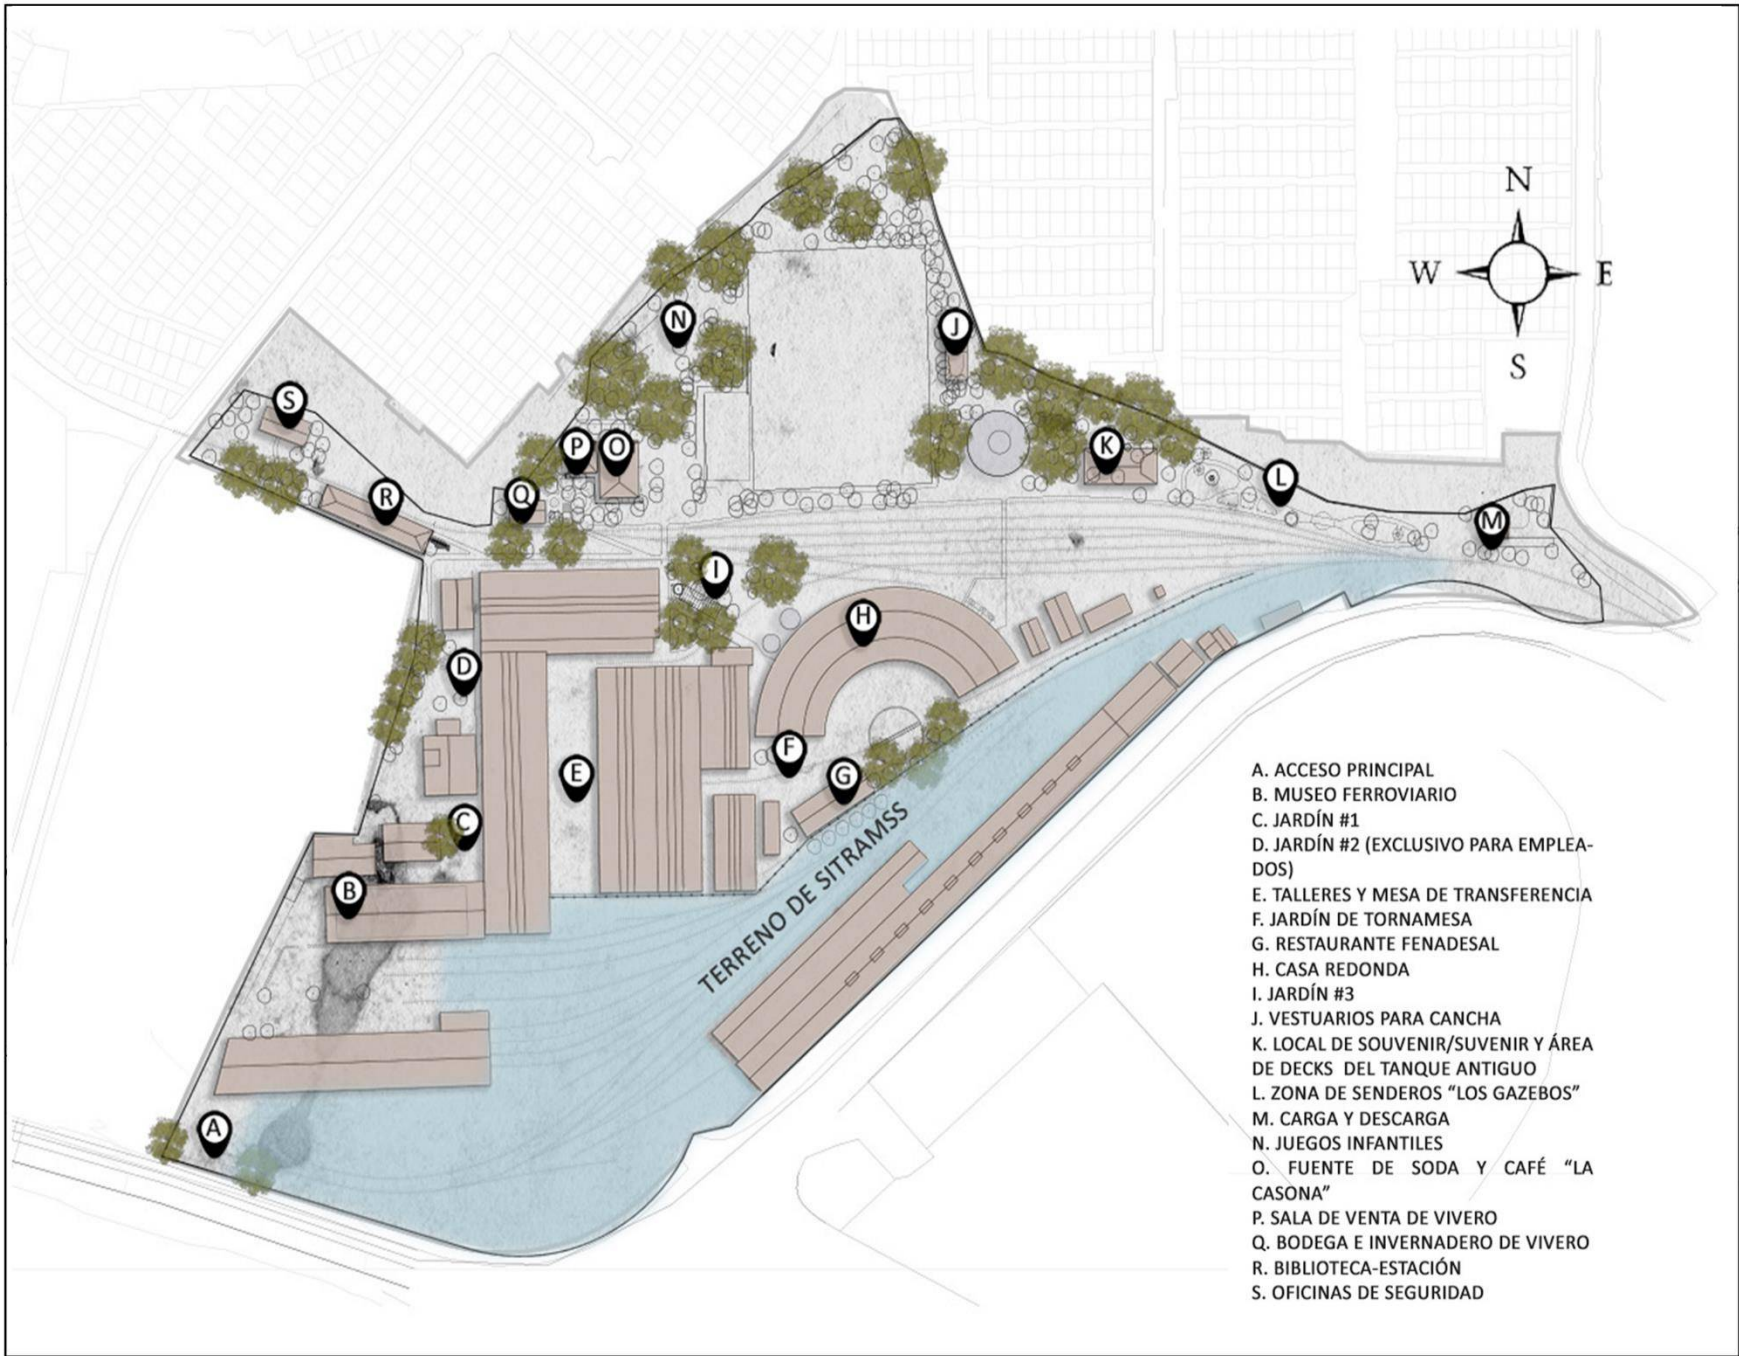 N
W
E
S
N
J
S
P
O
K
R
Q
L
M
I
H
D
F
E
G
C
B
TERRENO DE SITRAMSS
A
A. ACCESO PRINCIPAL
B. MUSEO FERROVIARIO
C. JARDÍN #1
D. JARDÍN #2 (EXCLUSIVO PARA EMPLEA-
DOS)
E. TALLERES Y MESA DE TRANSFERENCIA
F. JARDÍN DE TORNAMESA
G. RESTAURANTE FENADESAL
H. CASA REDONDA
I. JARDÍN #3
J. VESTUARIOS PARA CANCHA
K. LOCAL DE SOUVENIR/SUVENIR Y ÁREA
DE DECKS DEL TANQUE ANTIGUO
L. ZONA DE SENDEROS “LOS GAZEBOS”
M. CARGA Y DESCARGA
N. JUEGOS INFANTILES
O. FUENTE DE SODA Y CAFÉ “LA
CASONA”
P. SALA DE VENTA DE VIVERO
Q. BODEGA E INVERNADERO DE VIVERO
R. BIBLIOTECA-ESTACIÓN
S. OFICINAS DE SEGURIDAD